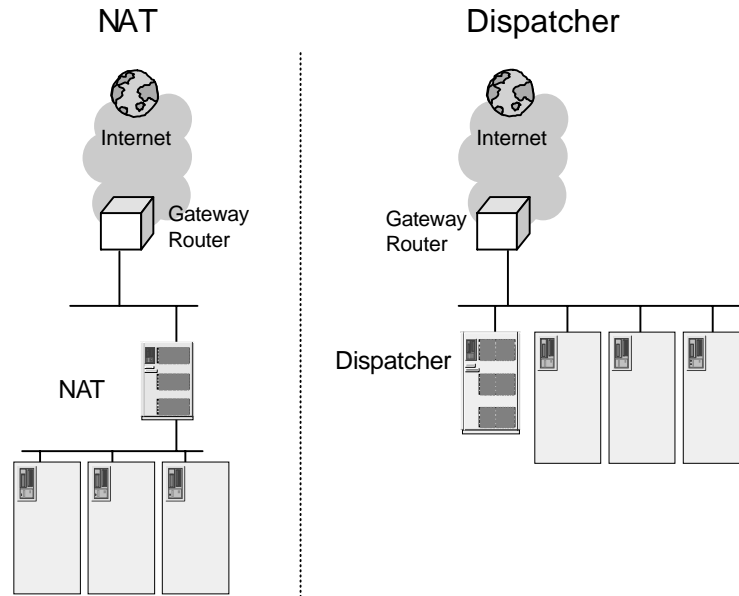 NAT
Internet
Gateway
Router
NAT
Dispatcher
Internet
Gateway
Router
Dispatcher